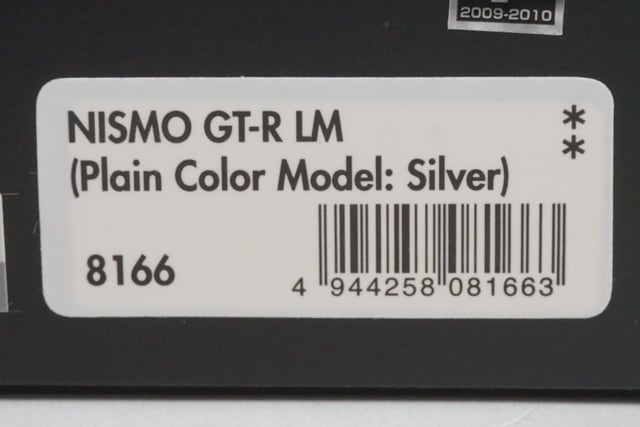 2009-2010
NISMO GT-R LM
**
(Plain Color Model: Silver)
8166
4 944258 081663